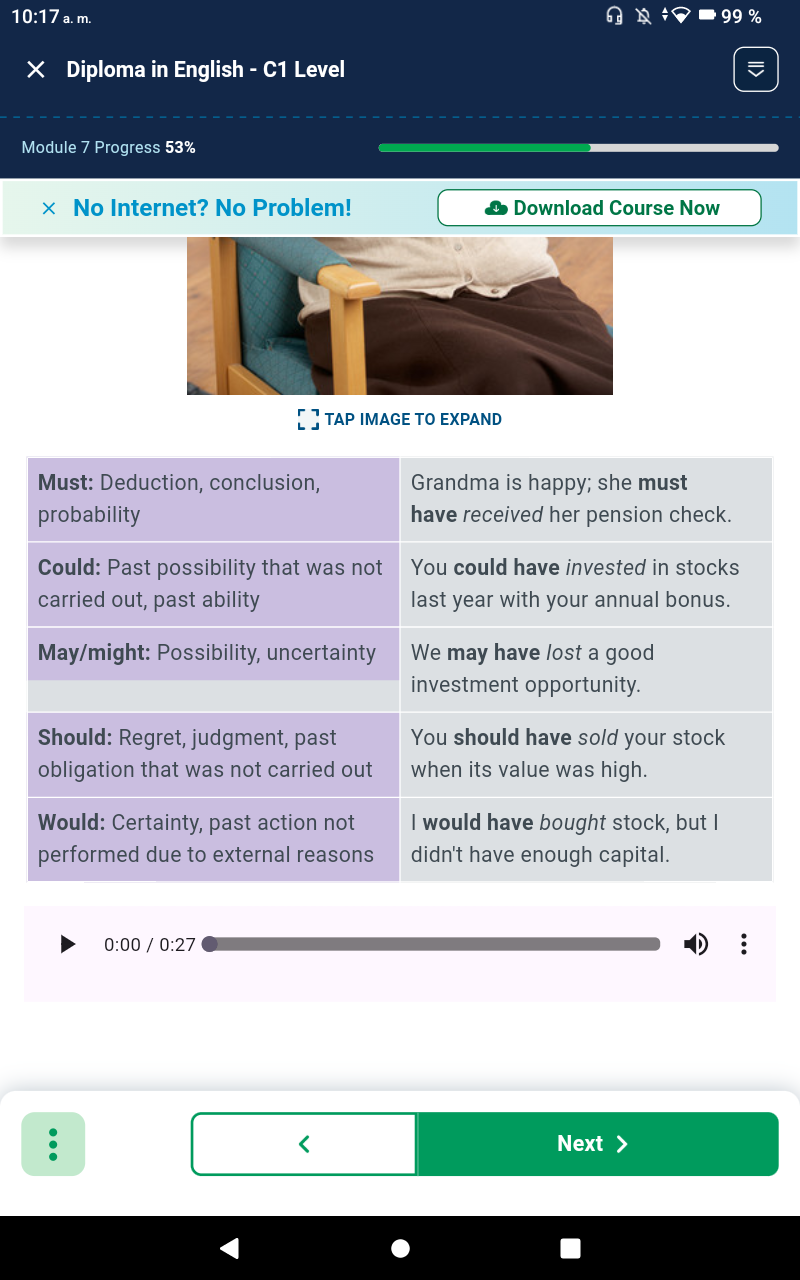 10:17 a. m.
99 %
Diploma in English - C1 Level
Module 7 Progress 53%
No Internet? No Problem!
Download Course Now
TAP IMAGE TO EXPAND
Must: Deduction, conclusion,
probability
Grandma is happy; she must
have received her pension check.
Could: Past possibility that was not
carried out, past ability
You could have invested in stocks
last year with your annual bonus.
May/might: Possibility, uncertainty
We may have lost a good
investment opportunity.
Should: Regret, judgment, past
obligation that was not carried out
You should have sold your stock
when its value was high.
Would: Certainty, past action not
performed due to external reasons
I would have bought stock, but I
didn't have enough capital.
0:00 / 0:27
Next